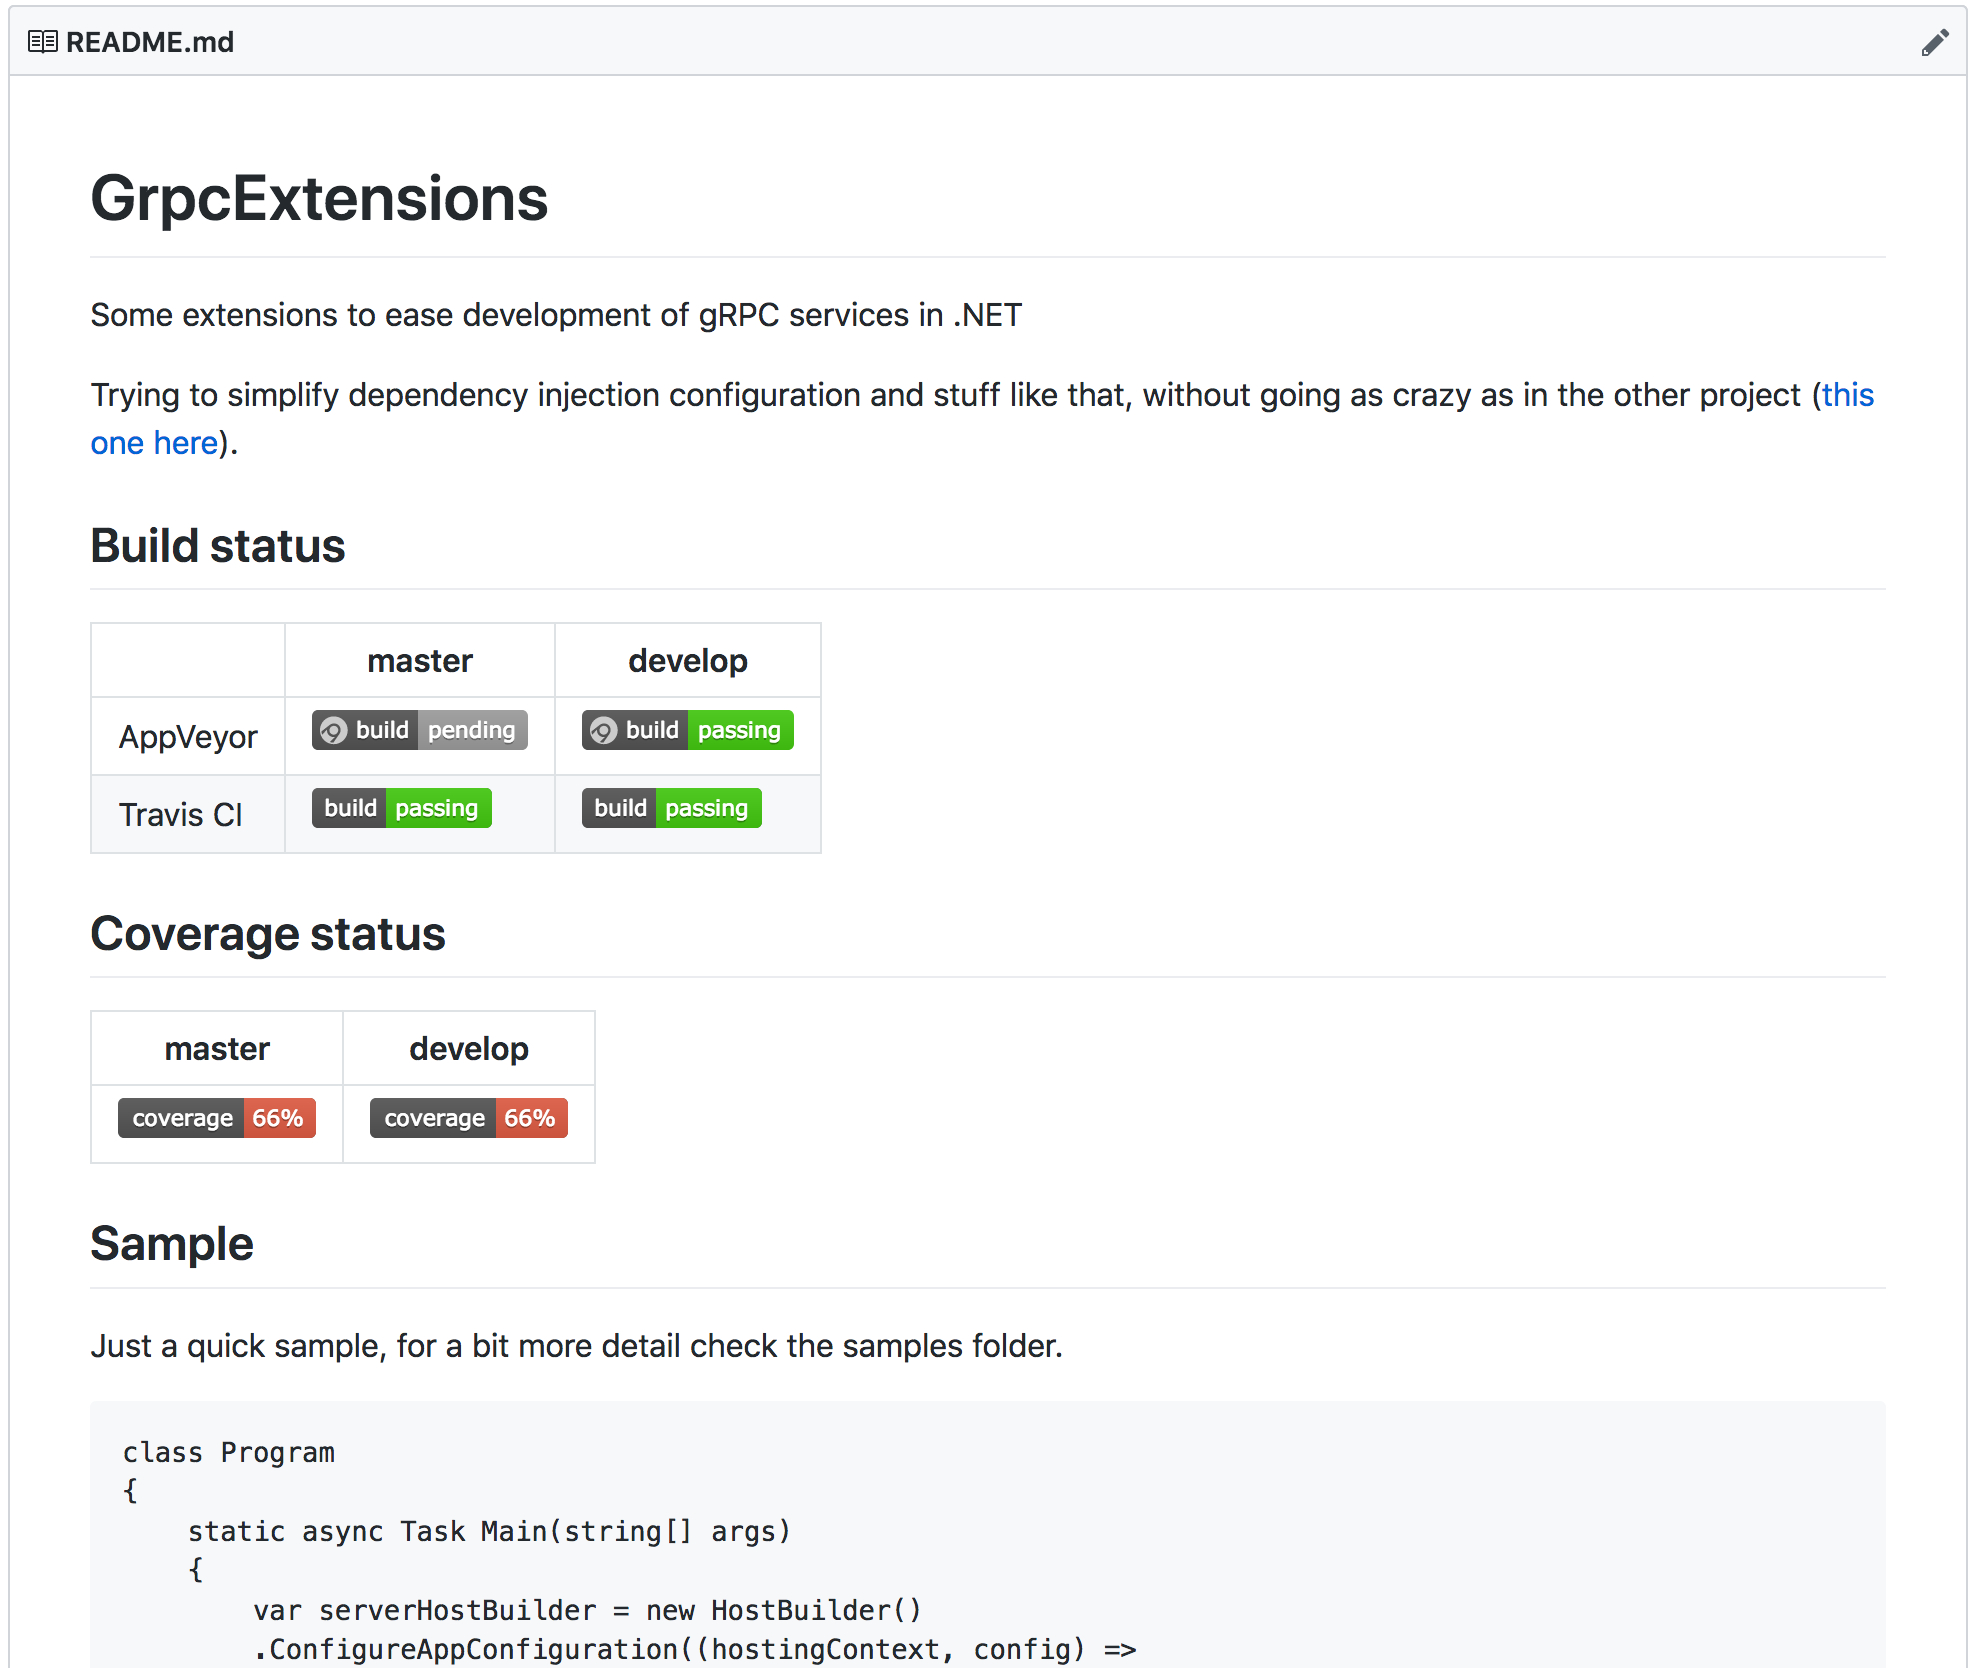 README.md
GrpcExtensions
Some extensions to ease development of gRPC services in .NET
Trying to simplify dependency injection configuration and stuff like that, without going as crazy as in the other project (this
one here).
Build status
master develop
AppVeyor build pending build passing
Travis CI build passing build passing
Coverage status
master develop
coverage 66% coverage 66%
Sample
Just a quick sample, for a bit more detail check the samples folder.
class Program
{
    static async Task Main(string[] args)
    {
        var serverHostBuilder = new HostBuilder()
        .ConfigureAppConfiguration((hostingContext, config) =>